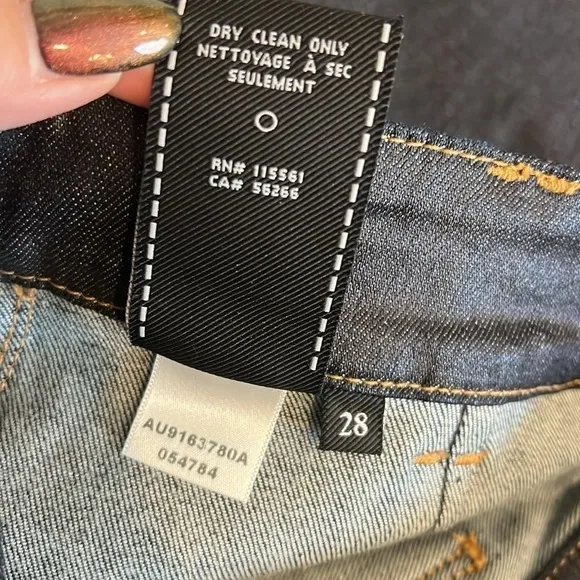 DRY CLEAN ONLY
NETTOYAGE À SEC
SEULEMENT
RN# 115561
CA# 56266
AU9163780A
054784
28